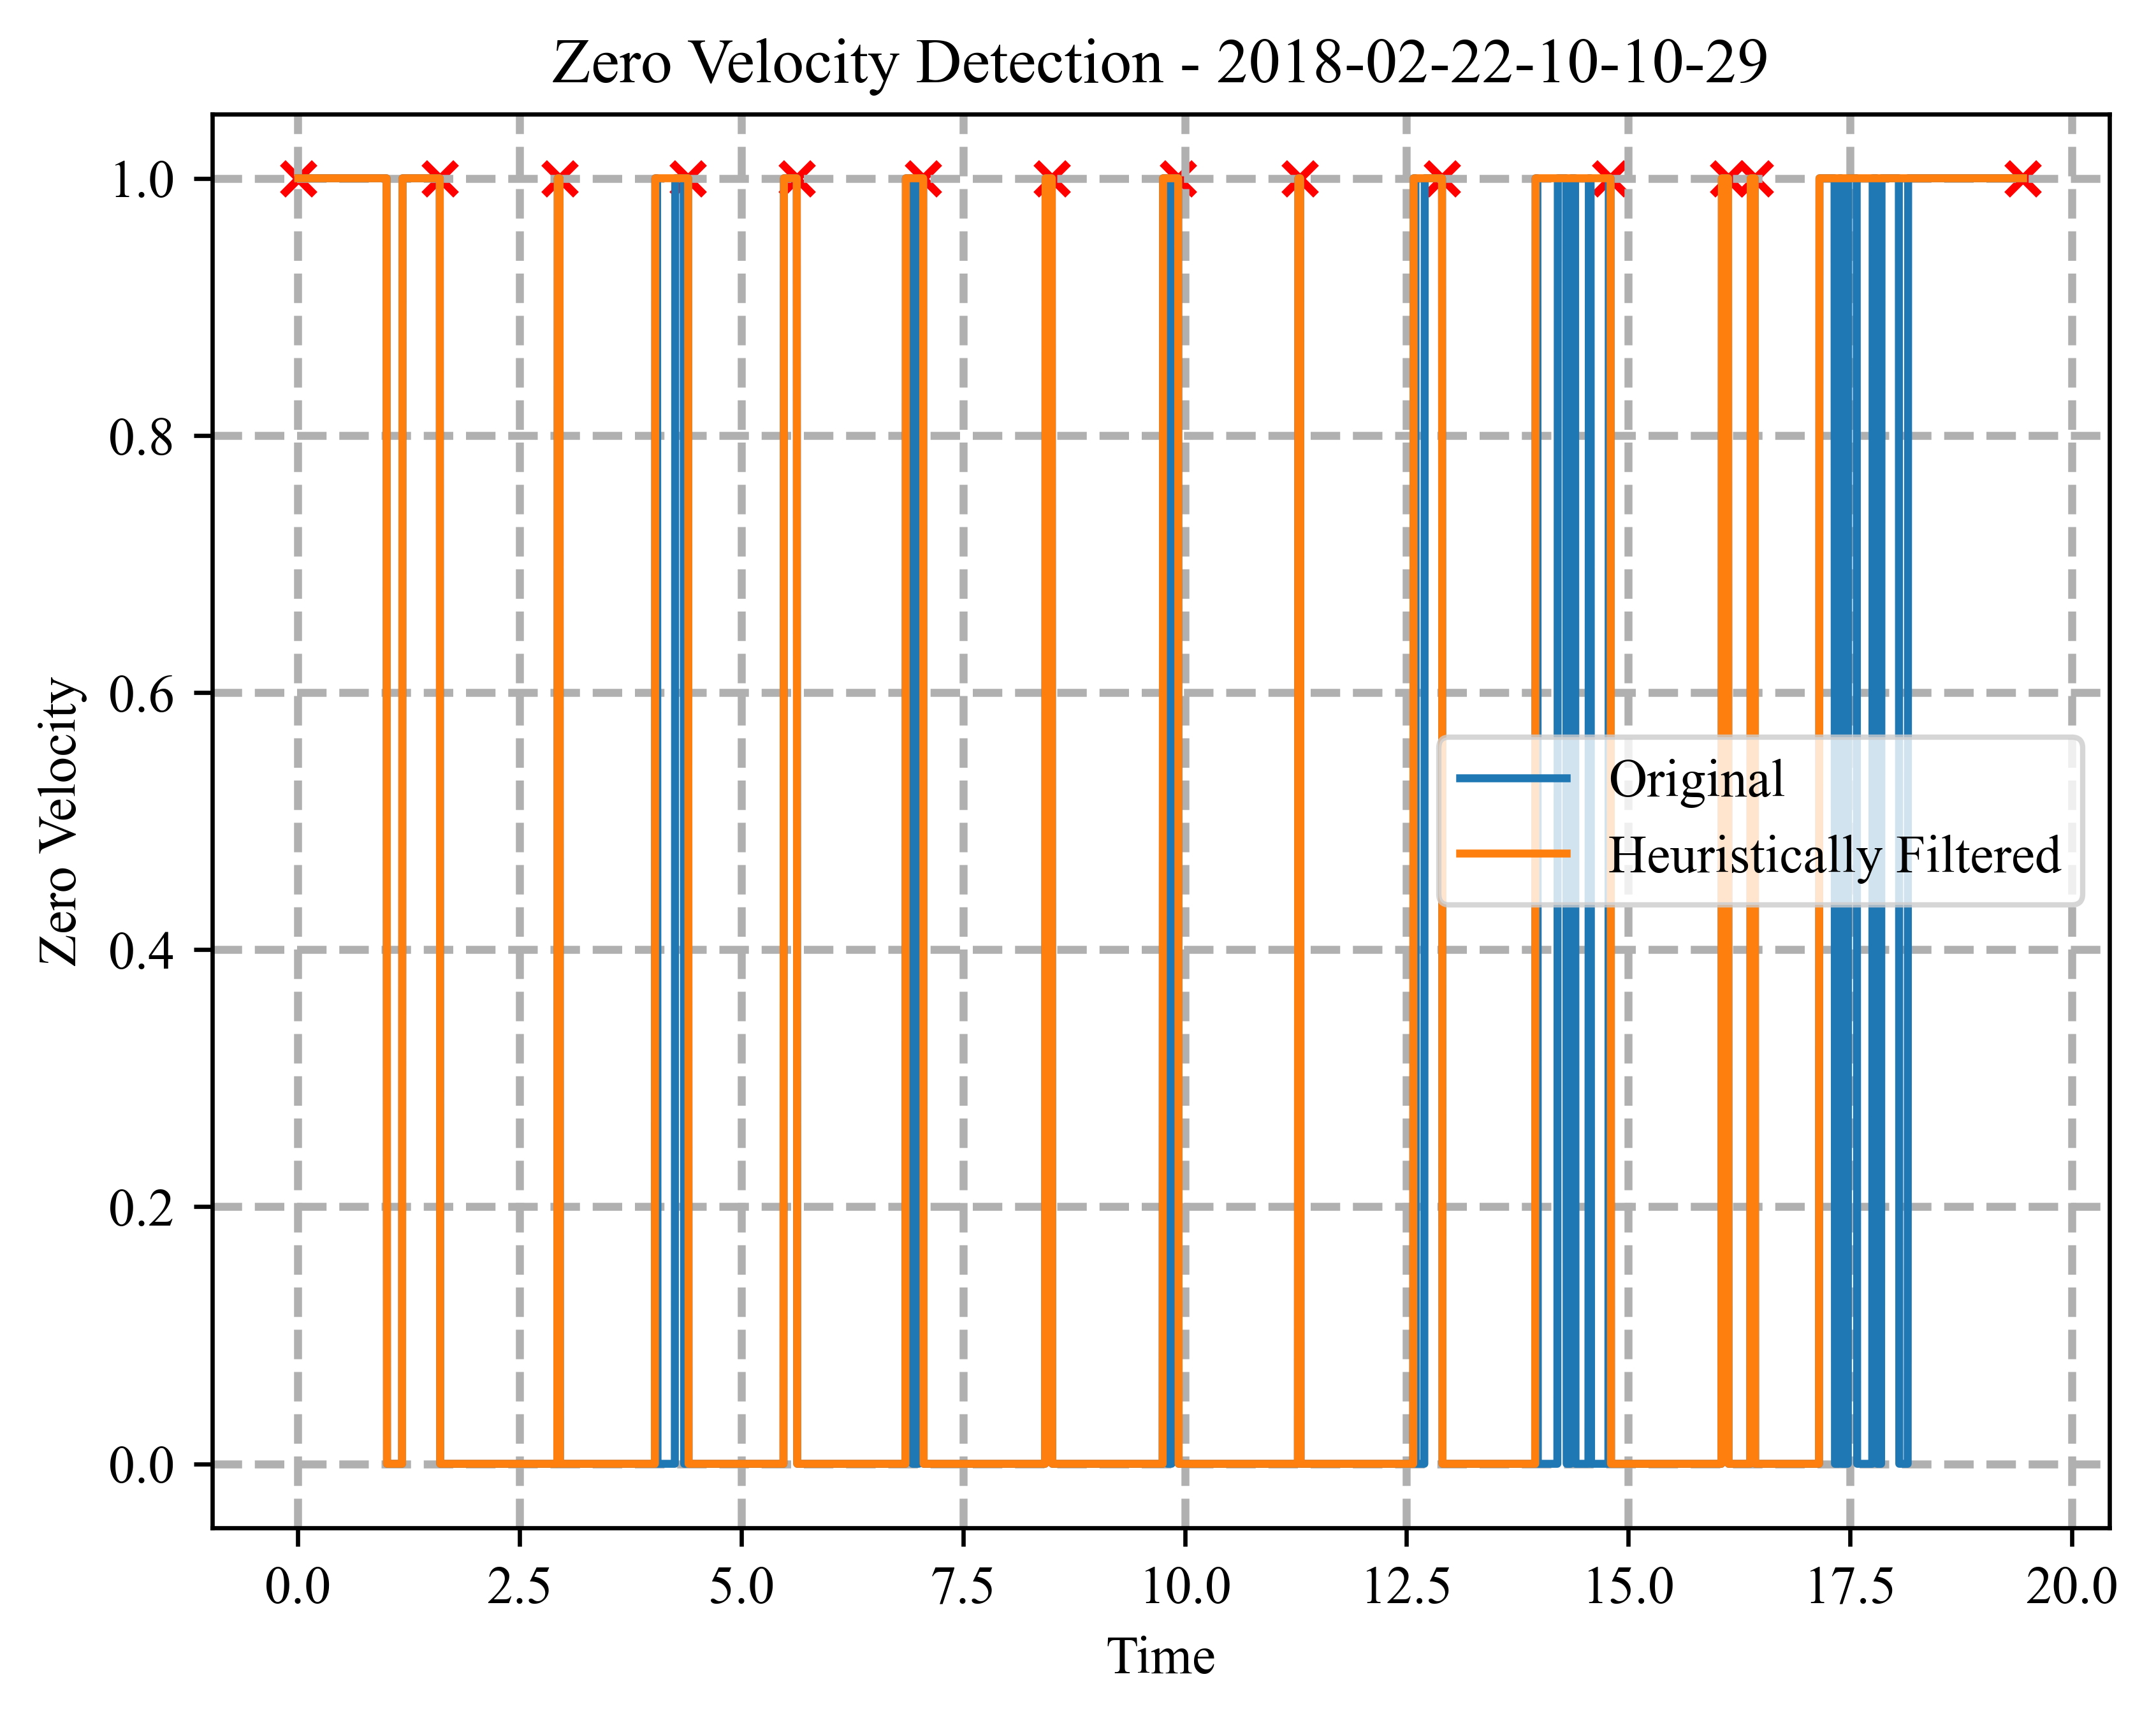 Zero Velocity Detection - 2018-02-22-10-10-29
1.0
0.8
0.6
0.4
0.2
0.0
Zero Velocity
Original
Heuristically Filtered
0.0 2.5 5.0 7.5 10.0 12.5 15.0 17.5 20.0
Time